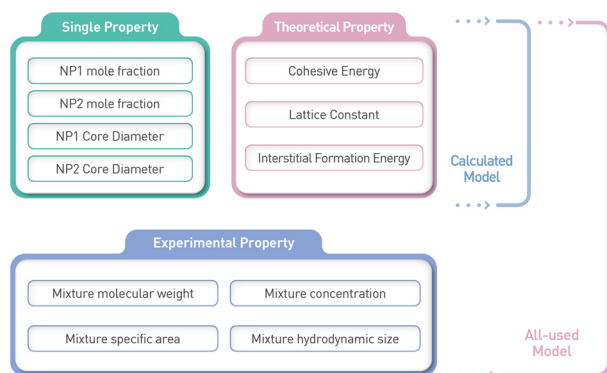 Single Property
NP1 mole fraction
NP2 mole fraction
NP1 Core Diameter
NP2 Core Diameter
Theoretical Property
Cohesive Energy
Lattice Constant
Interstitial Formation Energy
Calculated
Model
Experimental Property
Mixture molecular weight
Mixture concentration
Mixture specific area
Mixture hydrodynamic size
All-used
Model